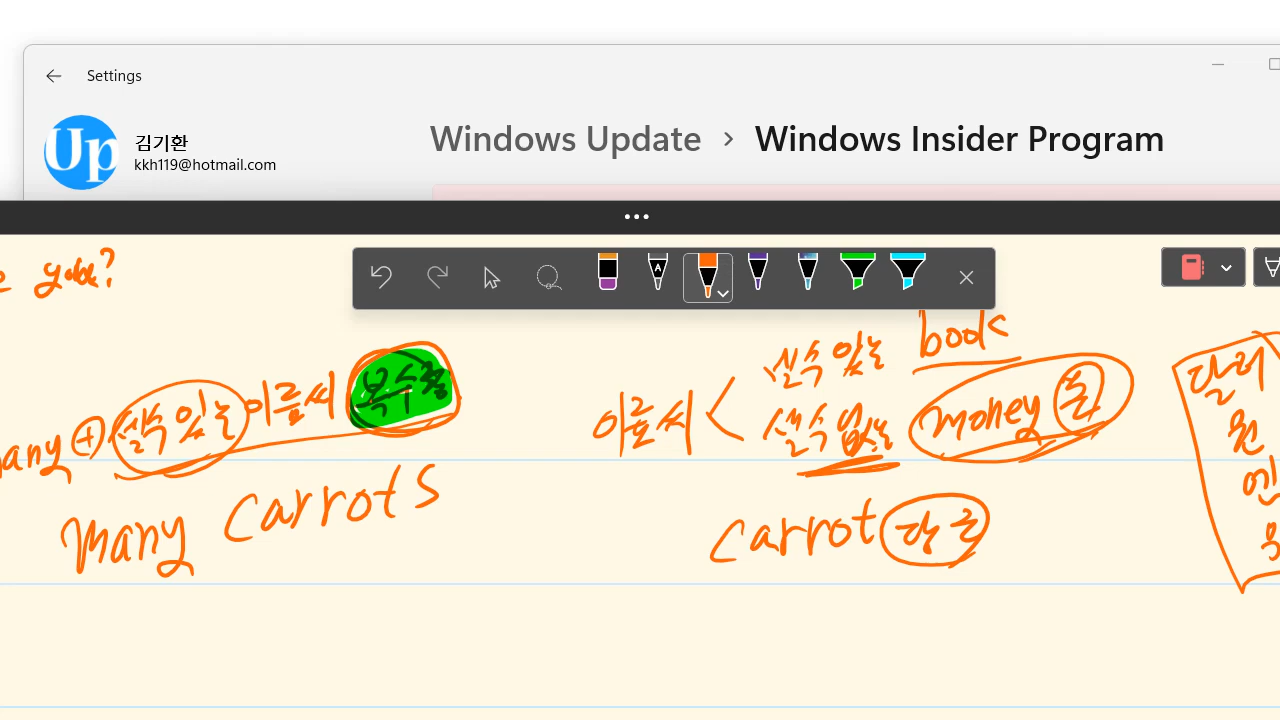 Settings
김기환
kkh119@hotmail.com
Windows Update > Windows Insider Program
you?
many + 셀수 있는 이름씨 복수형
many carrots
이름씨 < 셀수 있는 book
셀수 없는 money 돈
carrot 당근
달러
원
엔